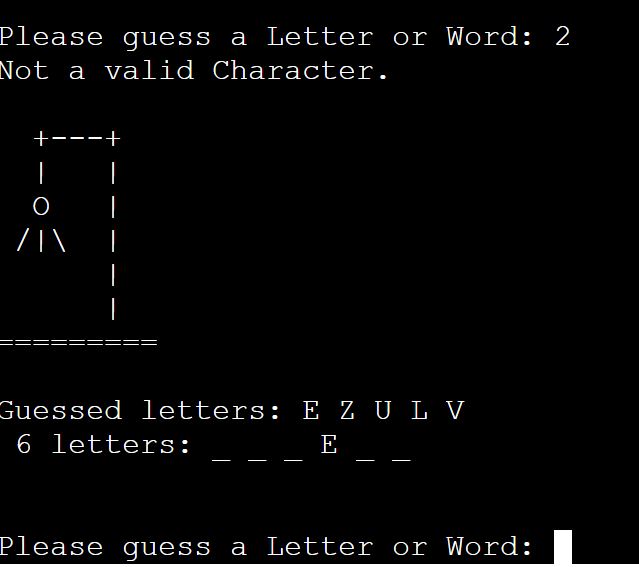 Please guess a Letter or Word: 2
Not a valid Character.
  +---+
  |   |
  O   |
 /|\  |
      |
      |
=========
Guessed letters: E Z U L V
 6 letters: _ _ _ E _ _
Please guess a Letter or Word: